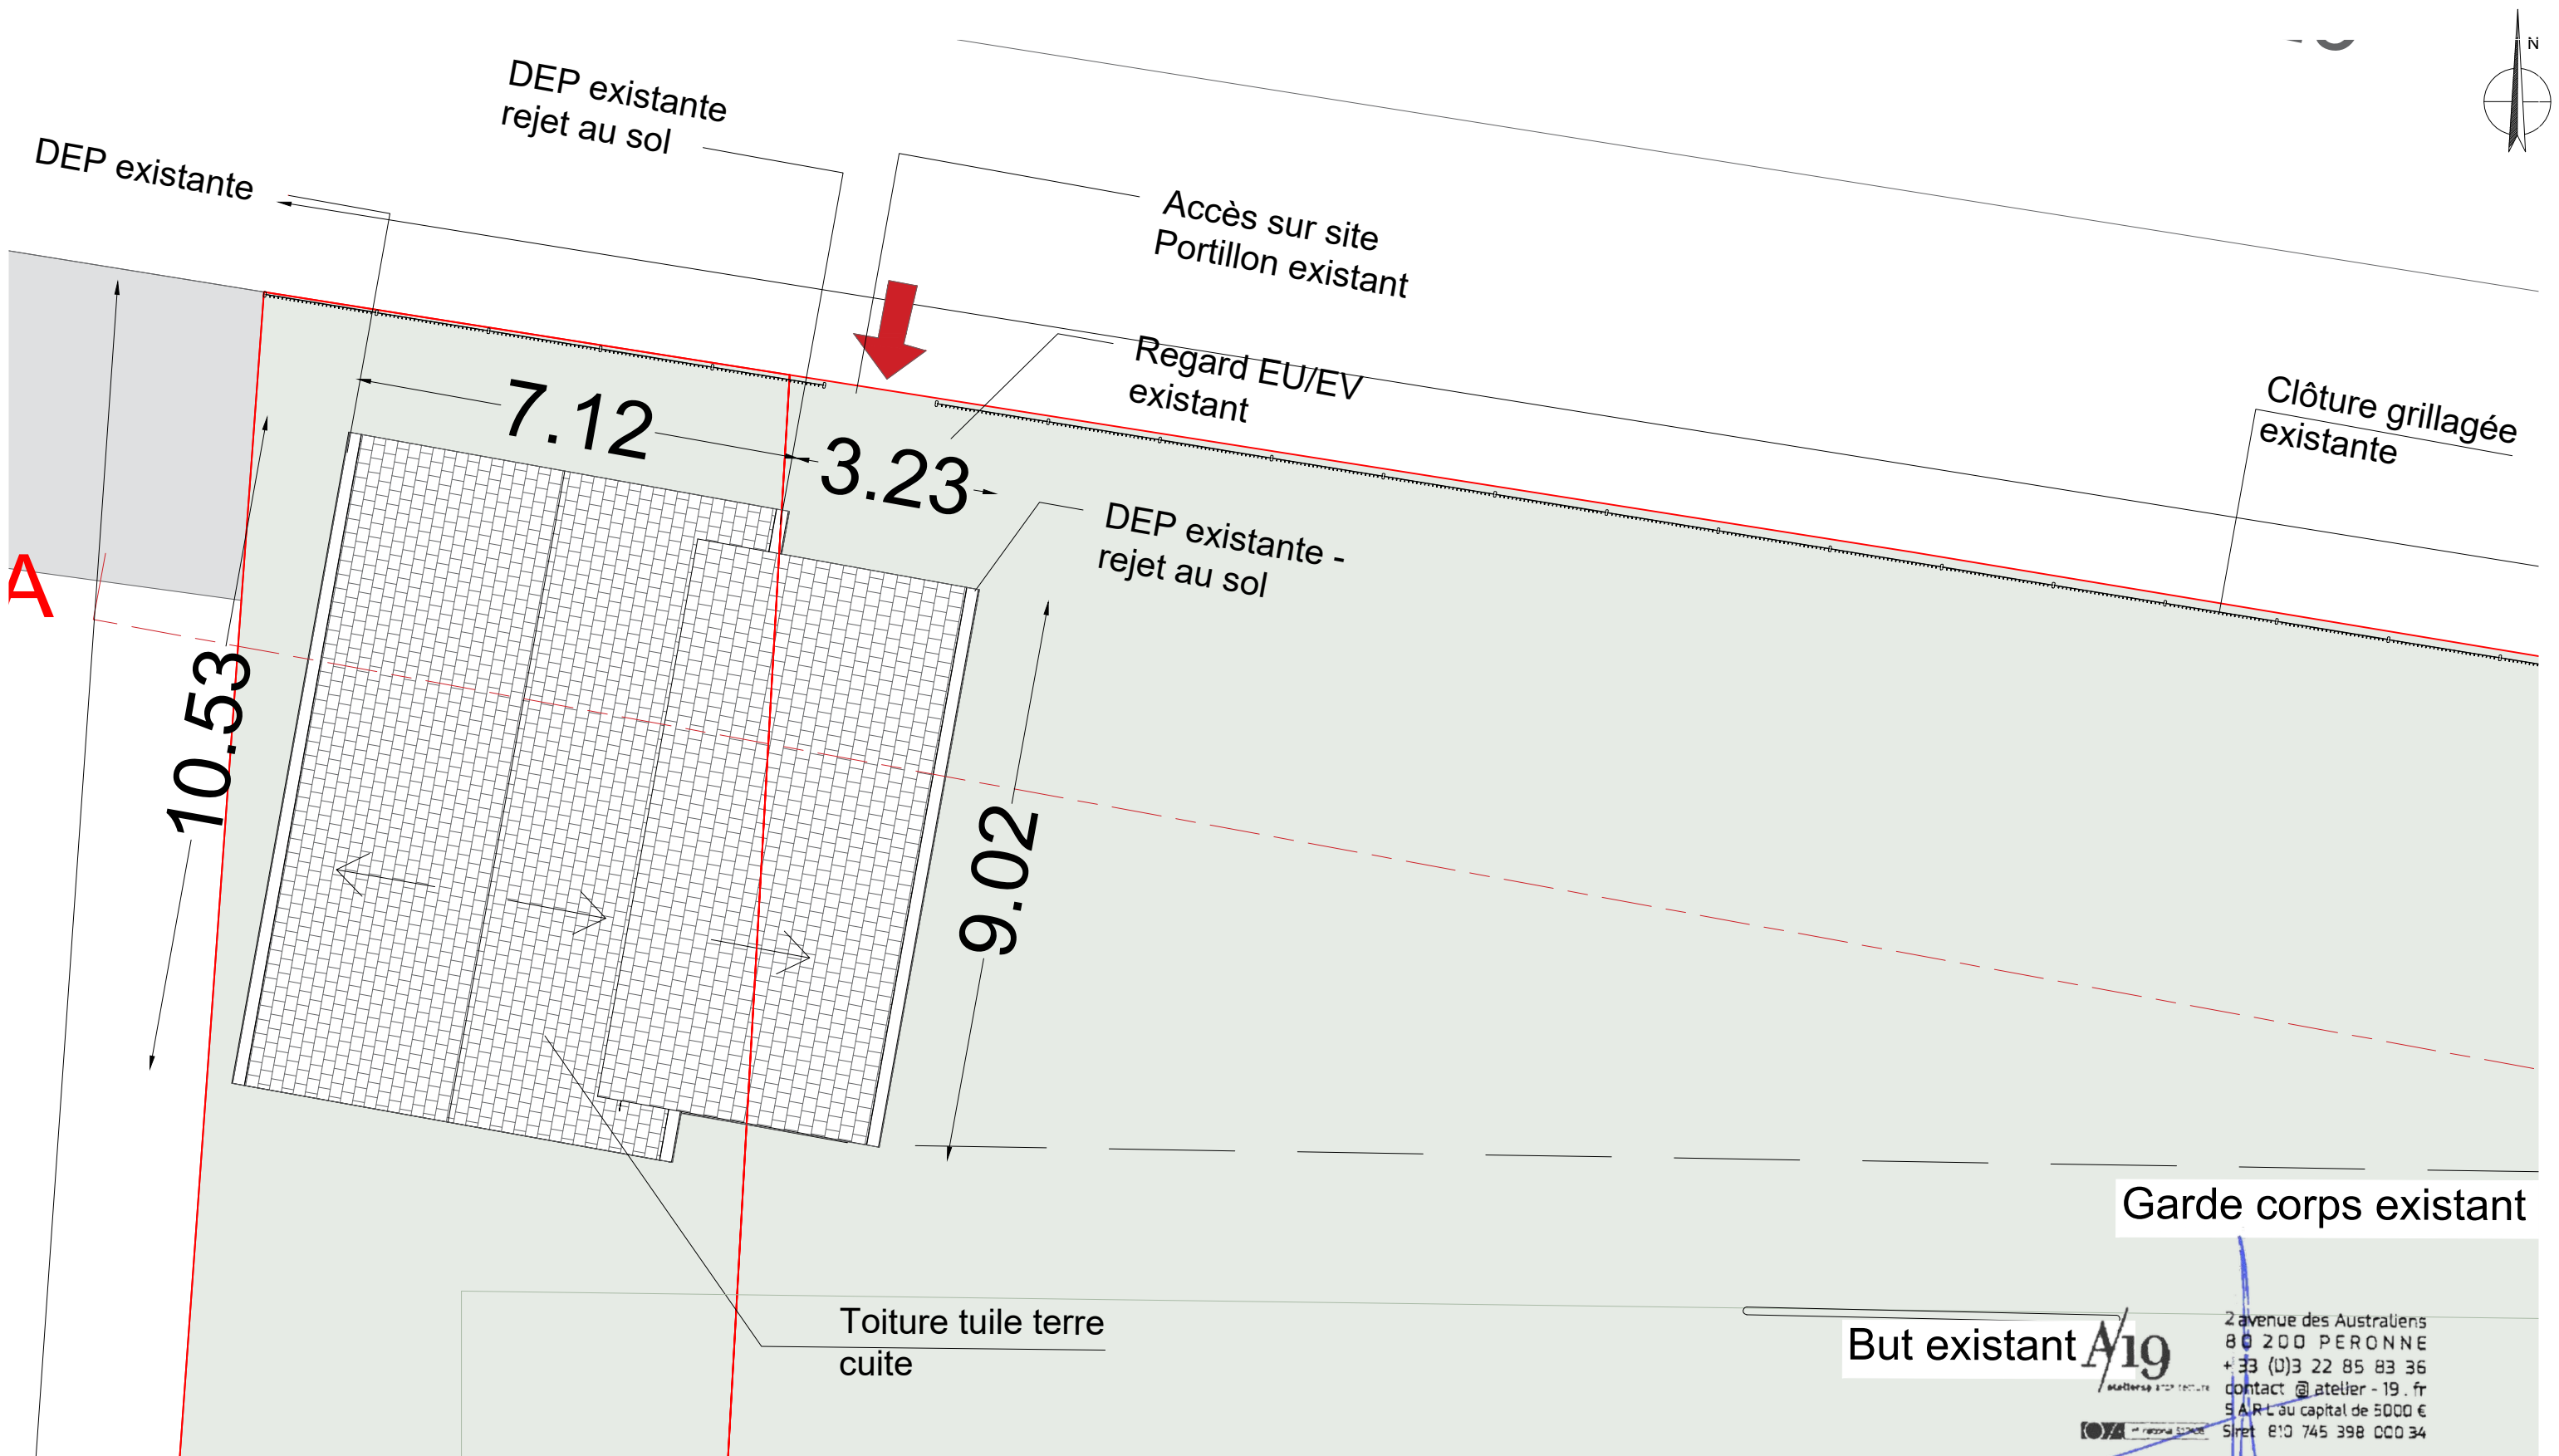 N
DEP existante
rejet au sol
DEP existante
Accès sur site
Portillon existant
Regard EU/EV
existant
Clôture grillagée
existante
7.12
3.23
DEP existante -
rejet au sol
A
10.53
9.02
Garde corps existant
Toiture tuile terre
cuite
But existant
A/19
2 avenue des Australiens
80 200 PERONNE
+33 (0)3 22 85 83 36
contact @ atelier - 19 . fr
SARL au capital de 5000 €
Siret 810 745 398 000 34